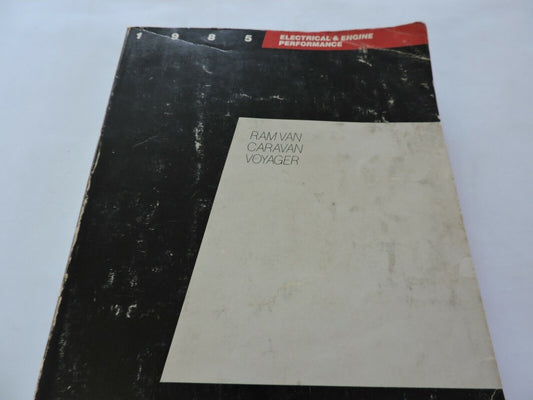 1 9 8 5
ELECTRICAL & ENGINE
PERFORMANCE
RAM VAN
CARAVAN
VOYAGER